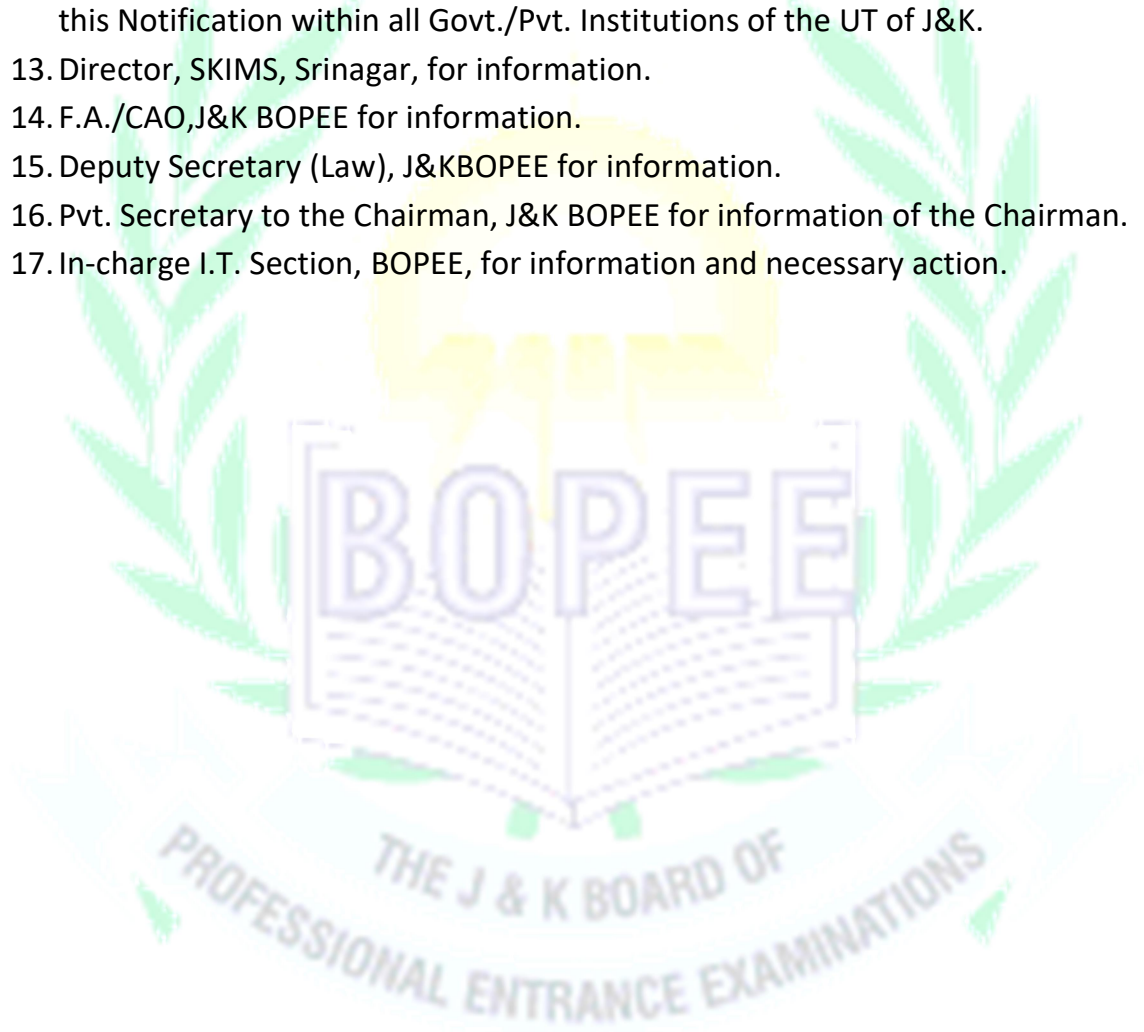 this Notification within all Govt./Pvt. Institutions of the UT of J&K.
13. Director, SKIMS, Srinagar, for information.
14. F.A./CAO,J&K BOPEE for information.
15. Deputy Secretary (Law), J&KBOPEE for information.
16. Pvt. Secretary to the Chairman, J&K BOPEE for information of the Chairman.
17. In-charge I.T. Section, BOPEE, for information and necessary action.
BOPEE
THE J & K BOARD OF
PROFESSIONAL ENTRANCE EXAMINATIONS